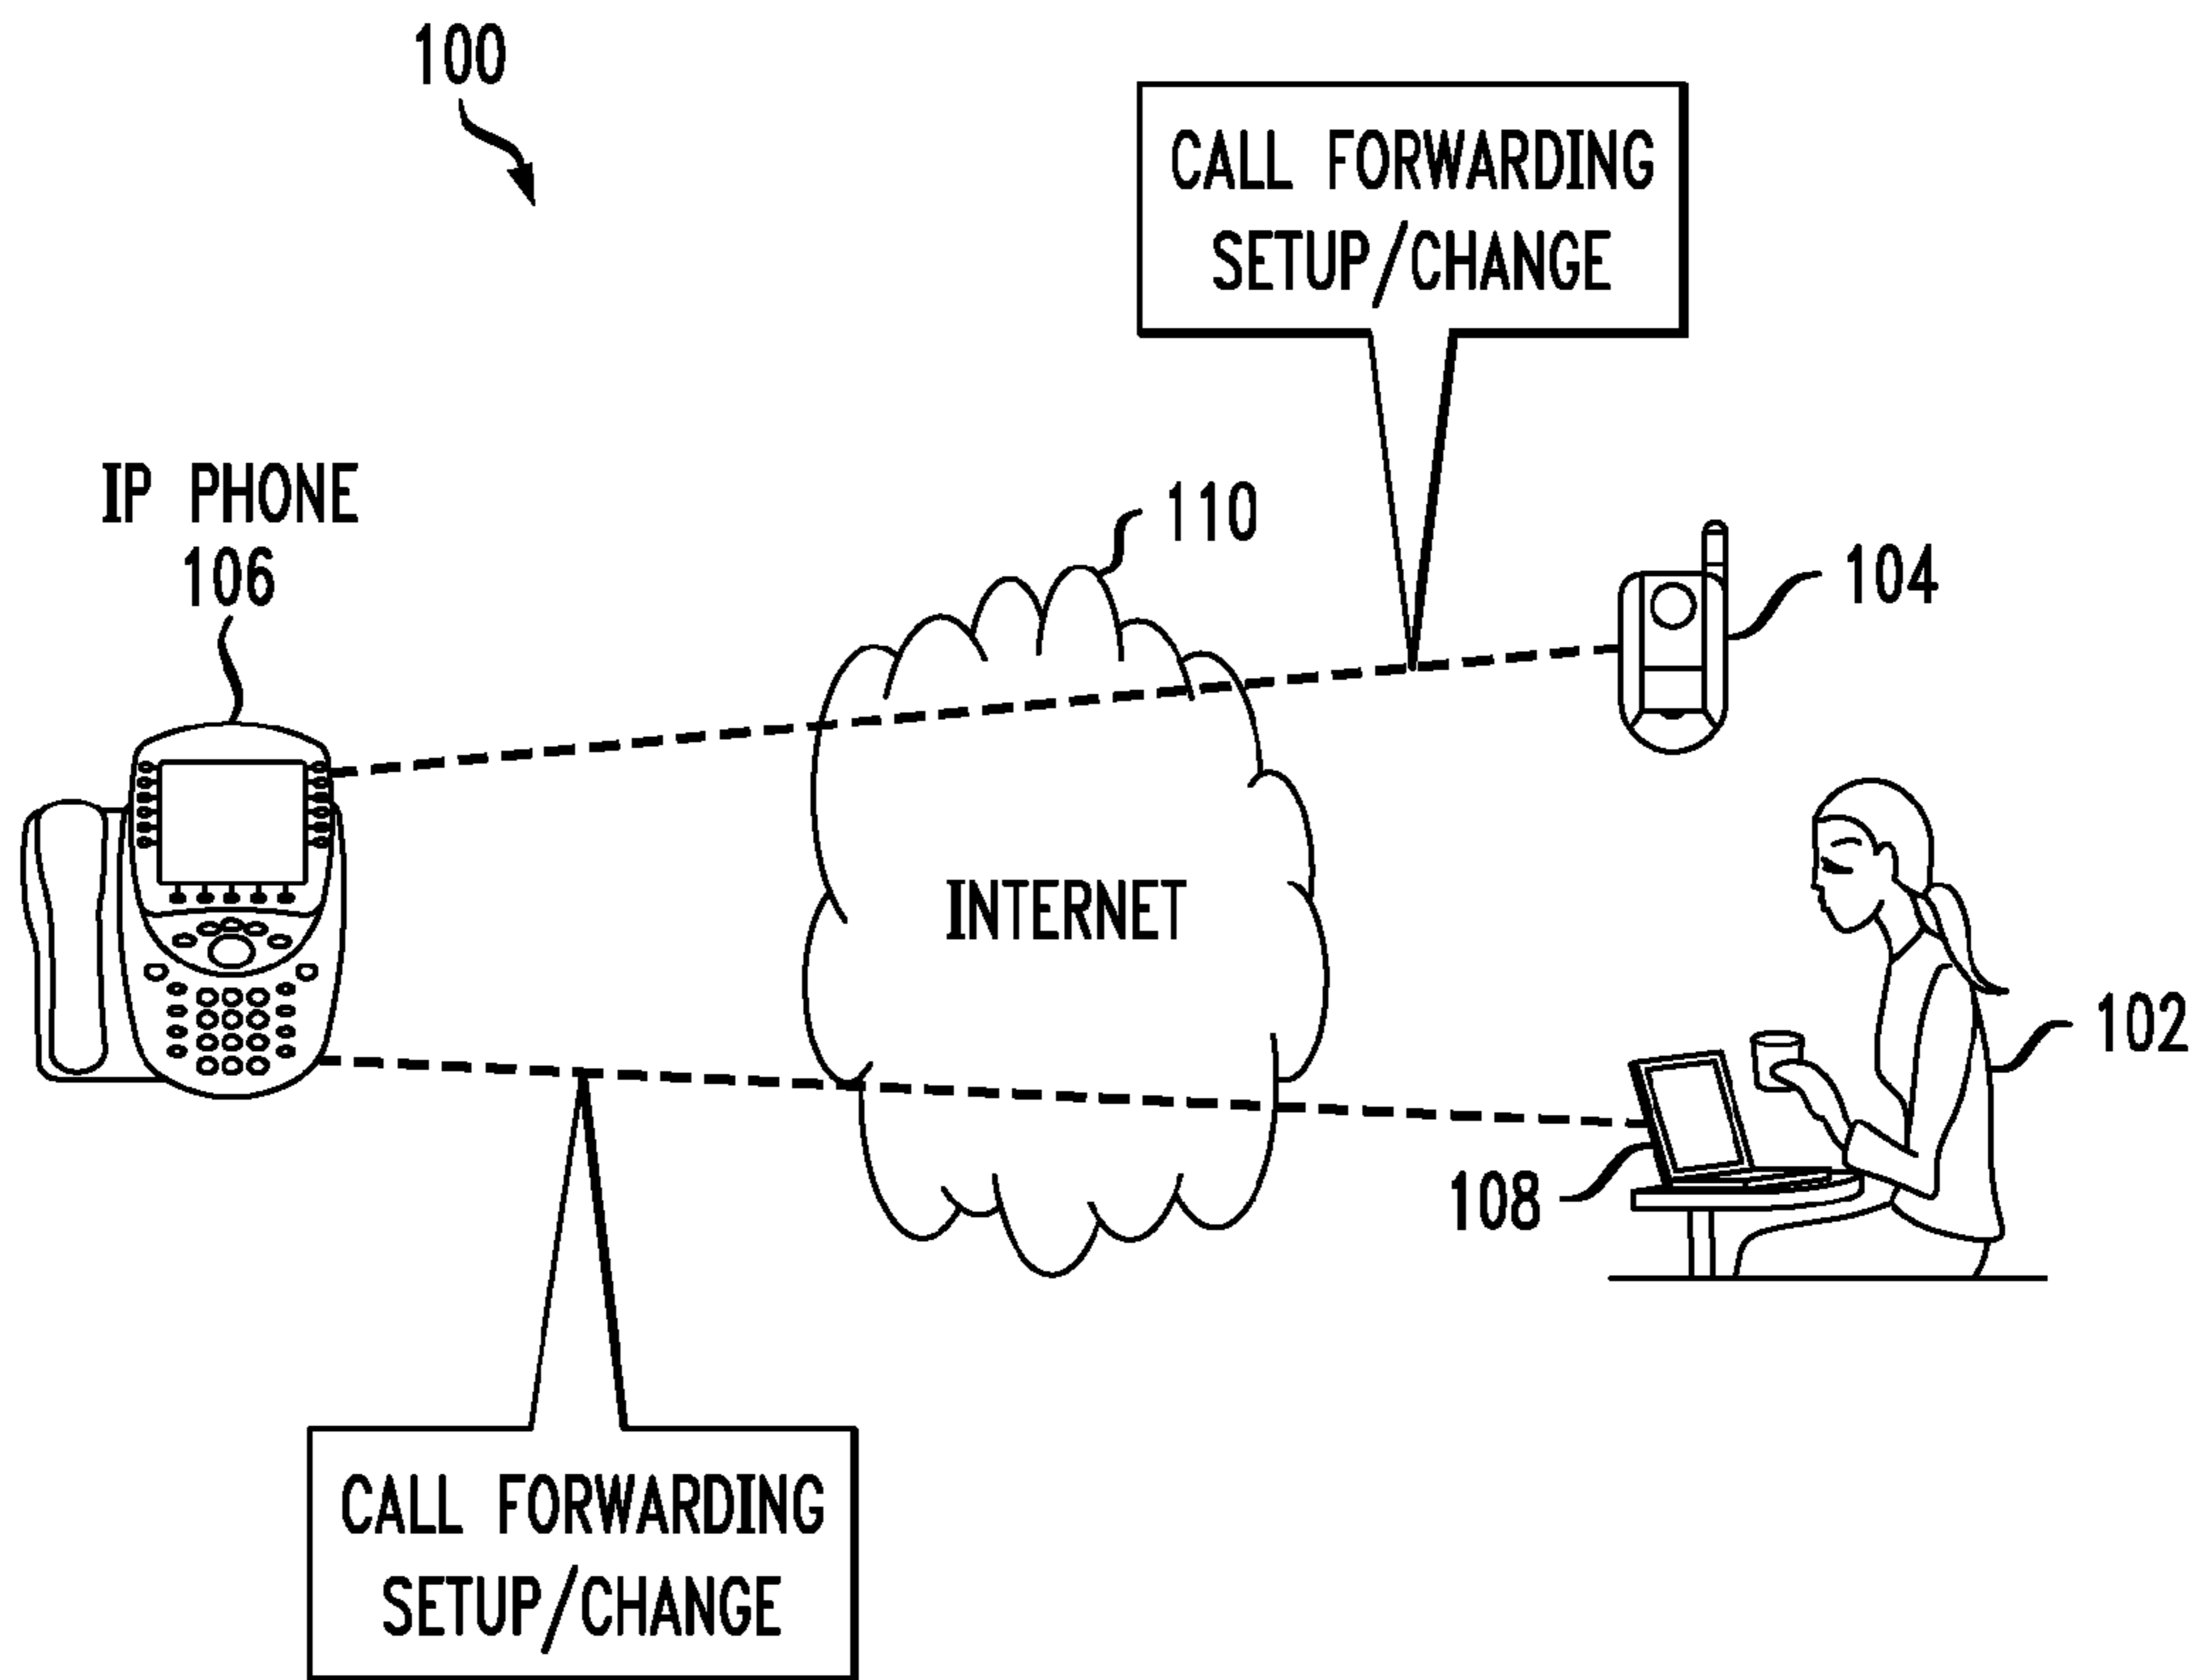 100
CALL FORWARDING
SETUP/CHANGE
IP PHONE
106
110
104
INTERNET
102
108
CALL FORWARDING
SETUP/CHANGE